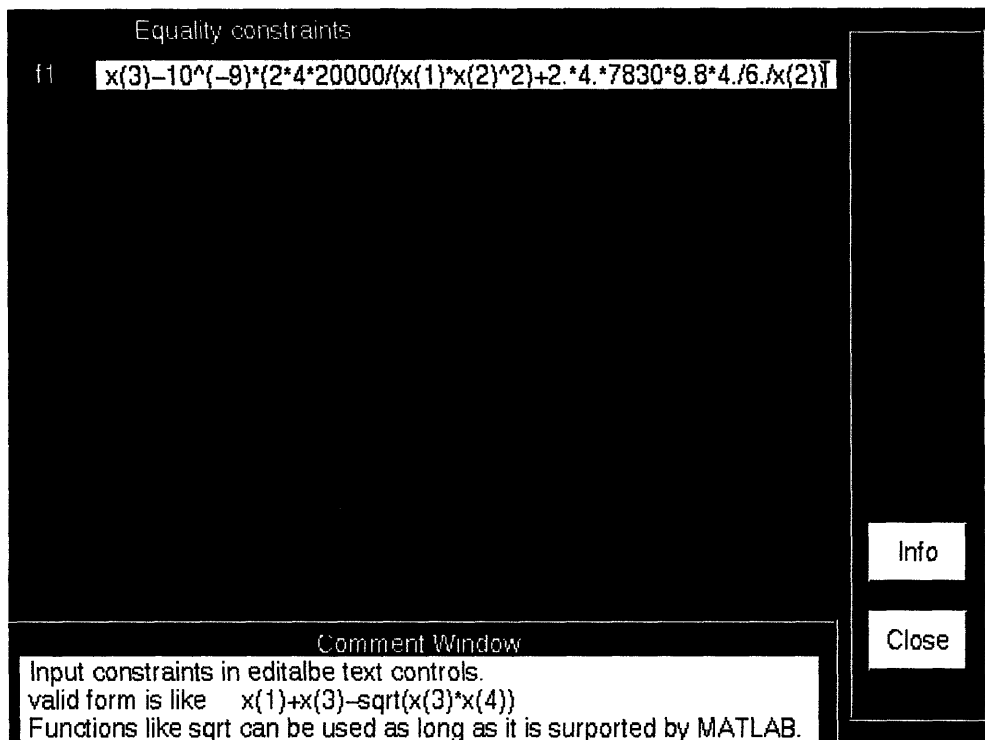 Equality constraints
f1 x(3)–10^(–9)*(2*4*20000/(x(1)*x(2)^2)+2.*4.*7830*9.8*4./6./x(2))
Info
Close
Comment Window
Input constraints in editalbe text controls.
valid form is like x(1)+x(3)–sqrt(x(3)*x(4))
Functions like sqrt can be used as long as it is surported by MATLAB.